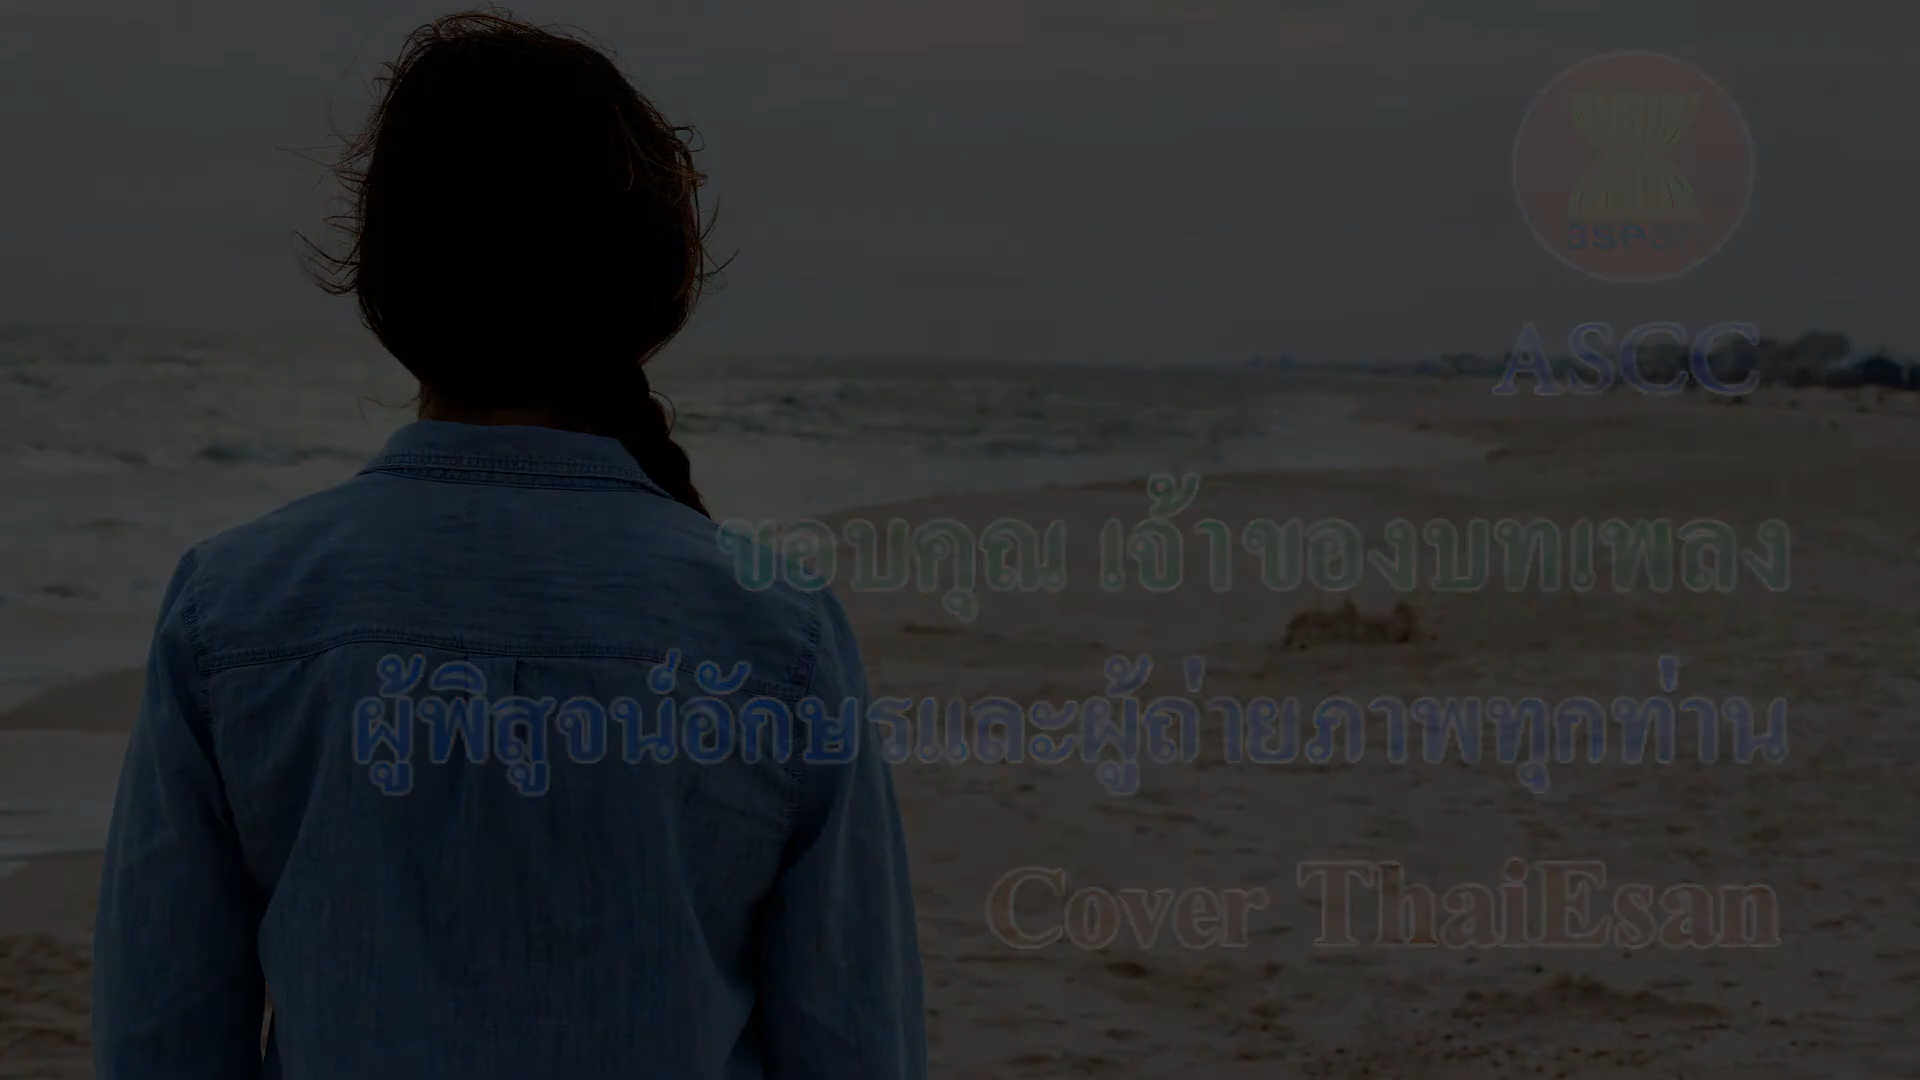 asean
ASCC
ขอบคุณ เจ้าของบทเพลง
ผู้พิสูจน์อักษรและผู้ถ่ายภาพทุกท่าน
Cover ThaiEsan